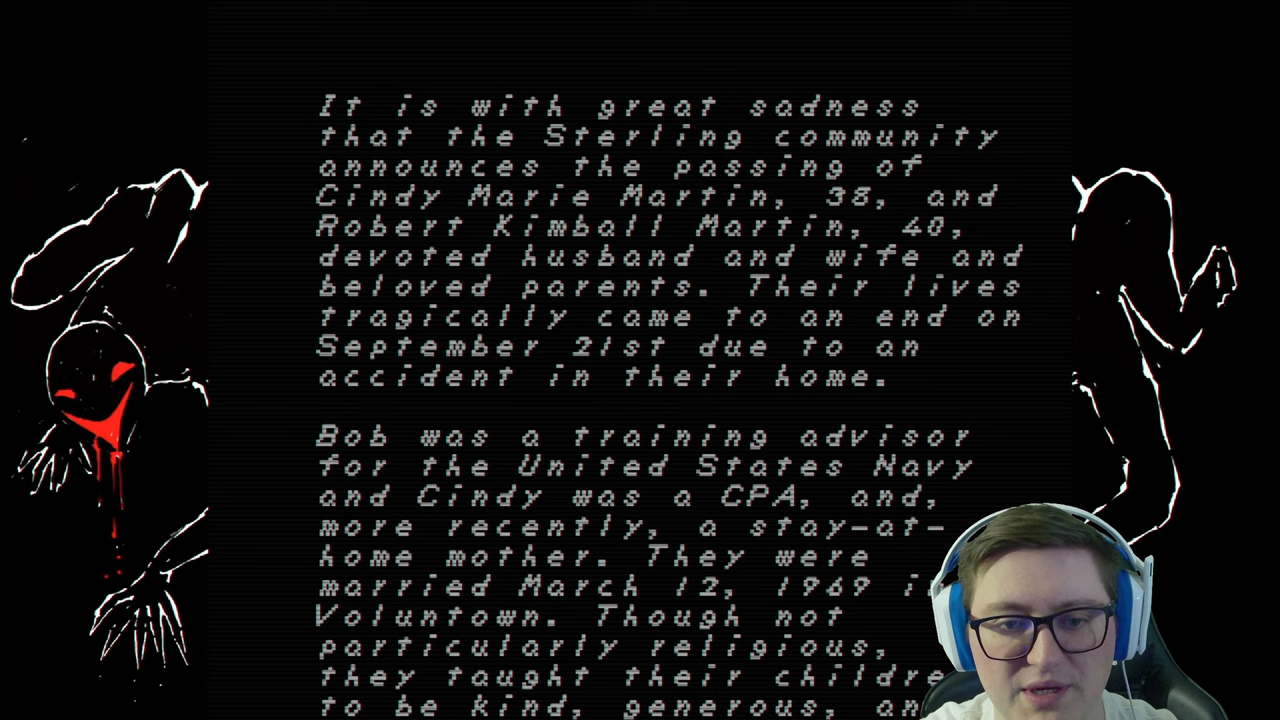 It is with great sadness
that the Sterling community
announces the passing of
Cindy Marie Martin, 38, and
Robert Kimball Martin, 40,
devoted husband and wife and
beloved parents. Their lives
tragically came to an end on
September 21st due to an
accident in their home.
Bob was a training advisor
for the United States Navy
and Cindy was a CPA, and,
more recently, a stay-at-
home mother. They were
married March 12, 1969
Voluntown. Though not
particularly religious,
they taught their
to be kind, generous,